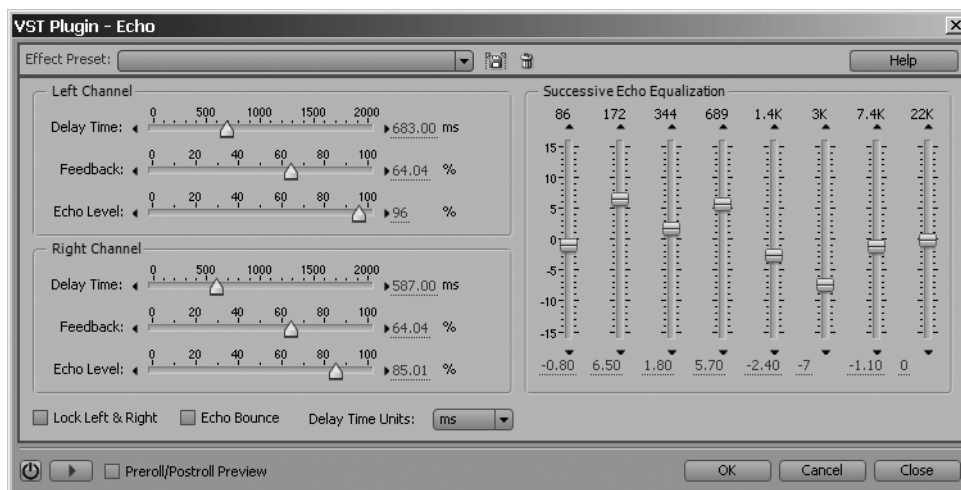 VST Plugin - Echo
Effect Preset:
Help
Left Channel
0 500 1000 1500 2000
Delay Time: 683.00 ms
0 20 40 60 80 100
Feedback: 64.04 %
0 20 40 60 80 100
Echo Level: 96 %
Right Channel
0 500 1000 1500 2000
Delay Time: 587.00 ms
0 20 40 60 80 100
Feedback: 64.04 %
0 20 40 60 80 100
Echo Level: 85.01 %
Successive Echo Equalization
86 172 344 689 1.4K 3K 7.4K 22K
15
10
5
0
-5
-10
-15
-0.80 6.50 1.80 5.70 -2.40 -7 -1.10 0
Lock Left & Right Echo Bounce Delay Time Units: ms
Preroll/Postroll Preview
OK Cancel Close